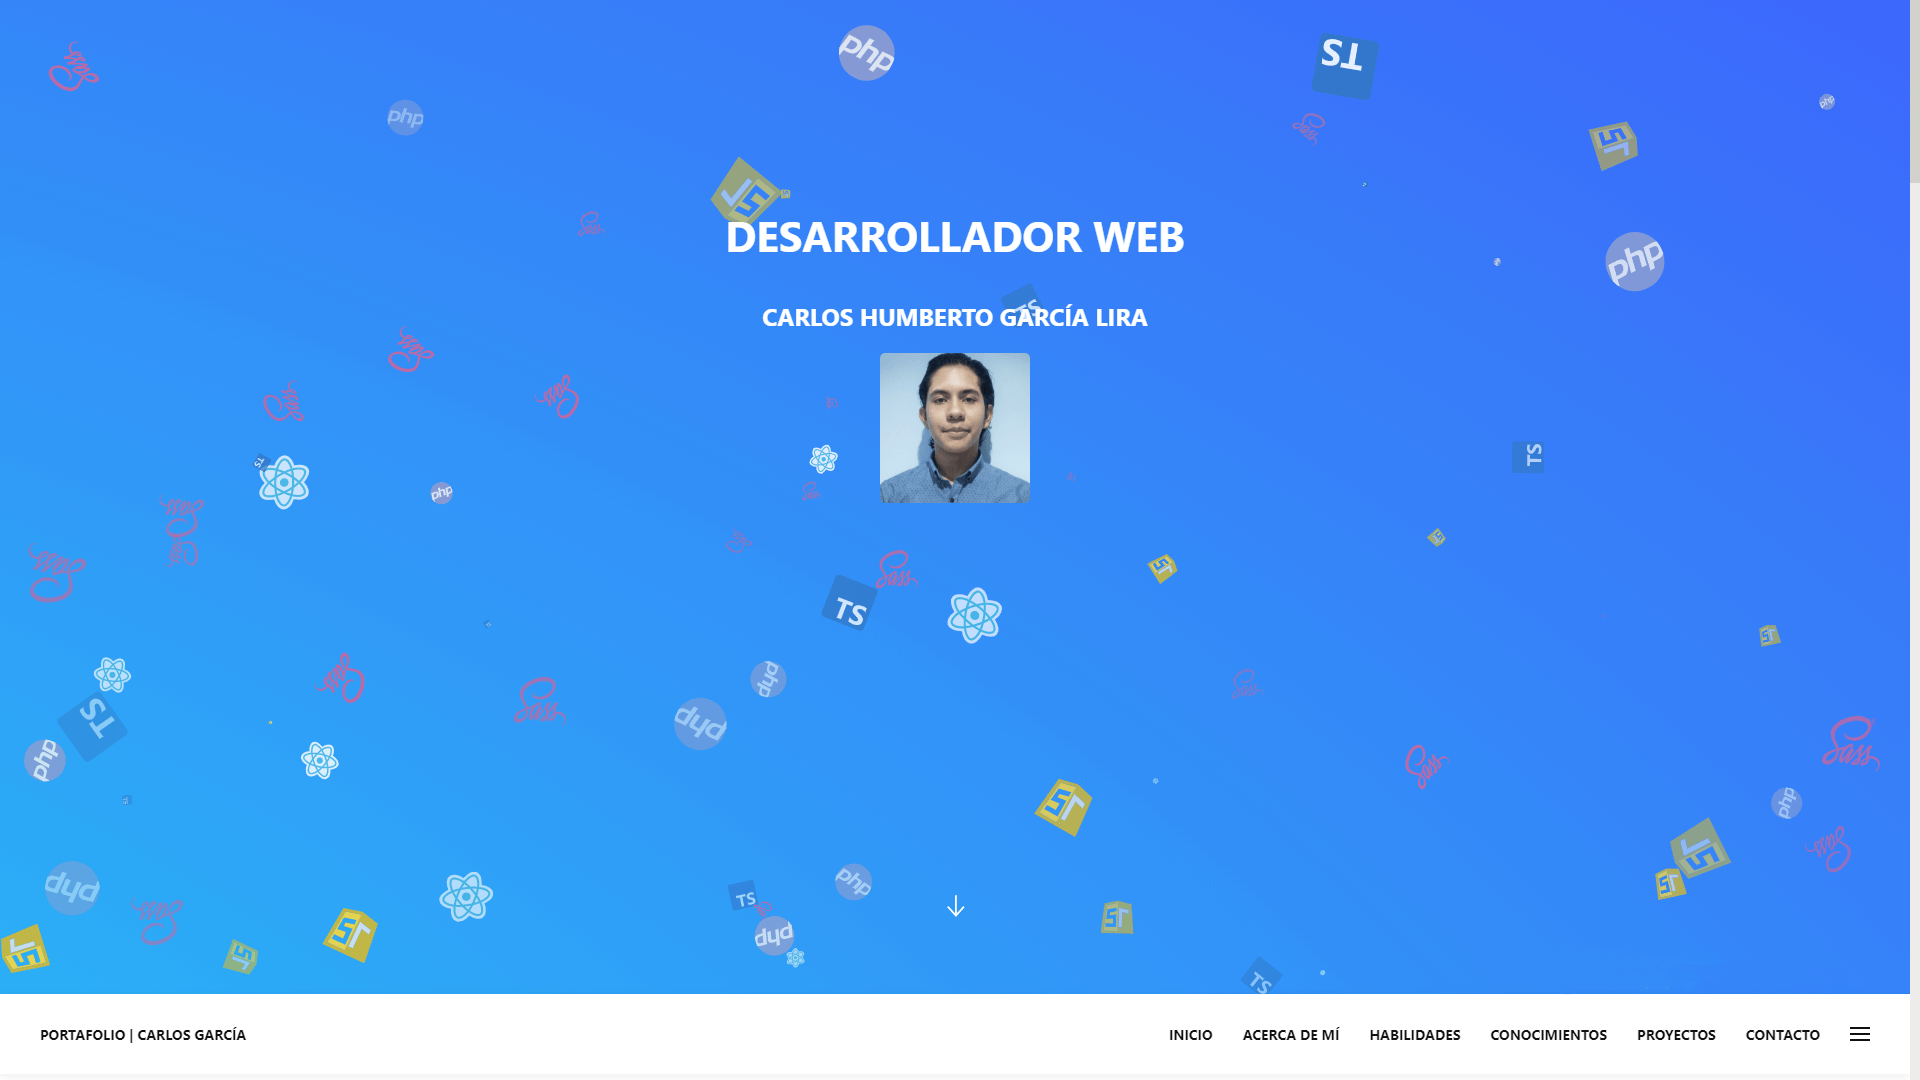 DESARROLLADOR WEB
CARLOS HUMBERTO GARCÍA LIRA
PORTAFOLIO | CARLOS GARCÍA
INICIO ACERCA DE MÍ HABILIDADES CONOCIMIENTOS PROYECTOS CONTACTO